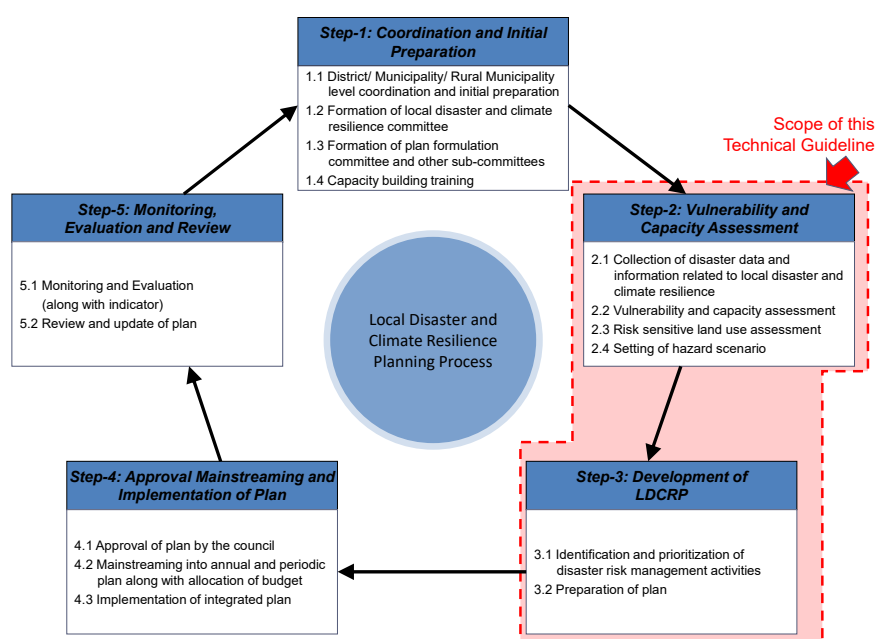 Step-1: Coordination and Initial
Preparation
1.1 District/ Municipality/ Rural Municipality
level coordination and initial preparation
1.2 Formation of local disaster and climate
resilience committee
1.3 Formation of plan formulation
committee and other sub-committees
1.4 Capacity building training
Scope of this
Technical Guideline
Step-2: Vulnerability and
Capacity Assessment
2.1 Collection of disaster data and
information related to local disaster and
climate resilience
2.2 Vulnerability and capacity assessment
2.3 Risk sensitive land use assessment
2.4 Setting of hazard scenario
Step-3: Development of
LDCRP
3.1 Identification and prioritization of
disaster risk management activities
3.2 Preparation of plan
Step-4: Approval Mainstreaming and
Implementation of Plan
4.1 Approval of plan by the council
4.2 Mainstreaming into annual and periodic
plan along with allocation of budget
4.3 Implementation of integrated plan
Step-5: Monitoring,
Evaluation and Review
5.1 Monitoring and Evaluation
(along with indicator)
5.2 Review and update of plan
Local Disaster and
Climate Resilience
Planning Process